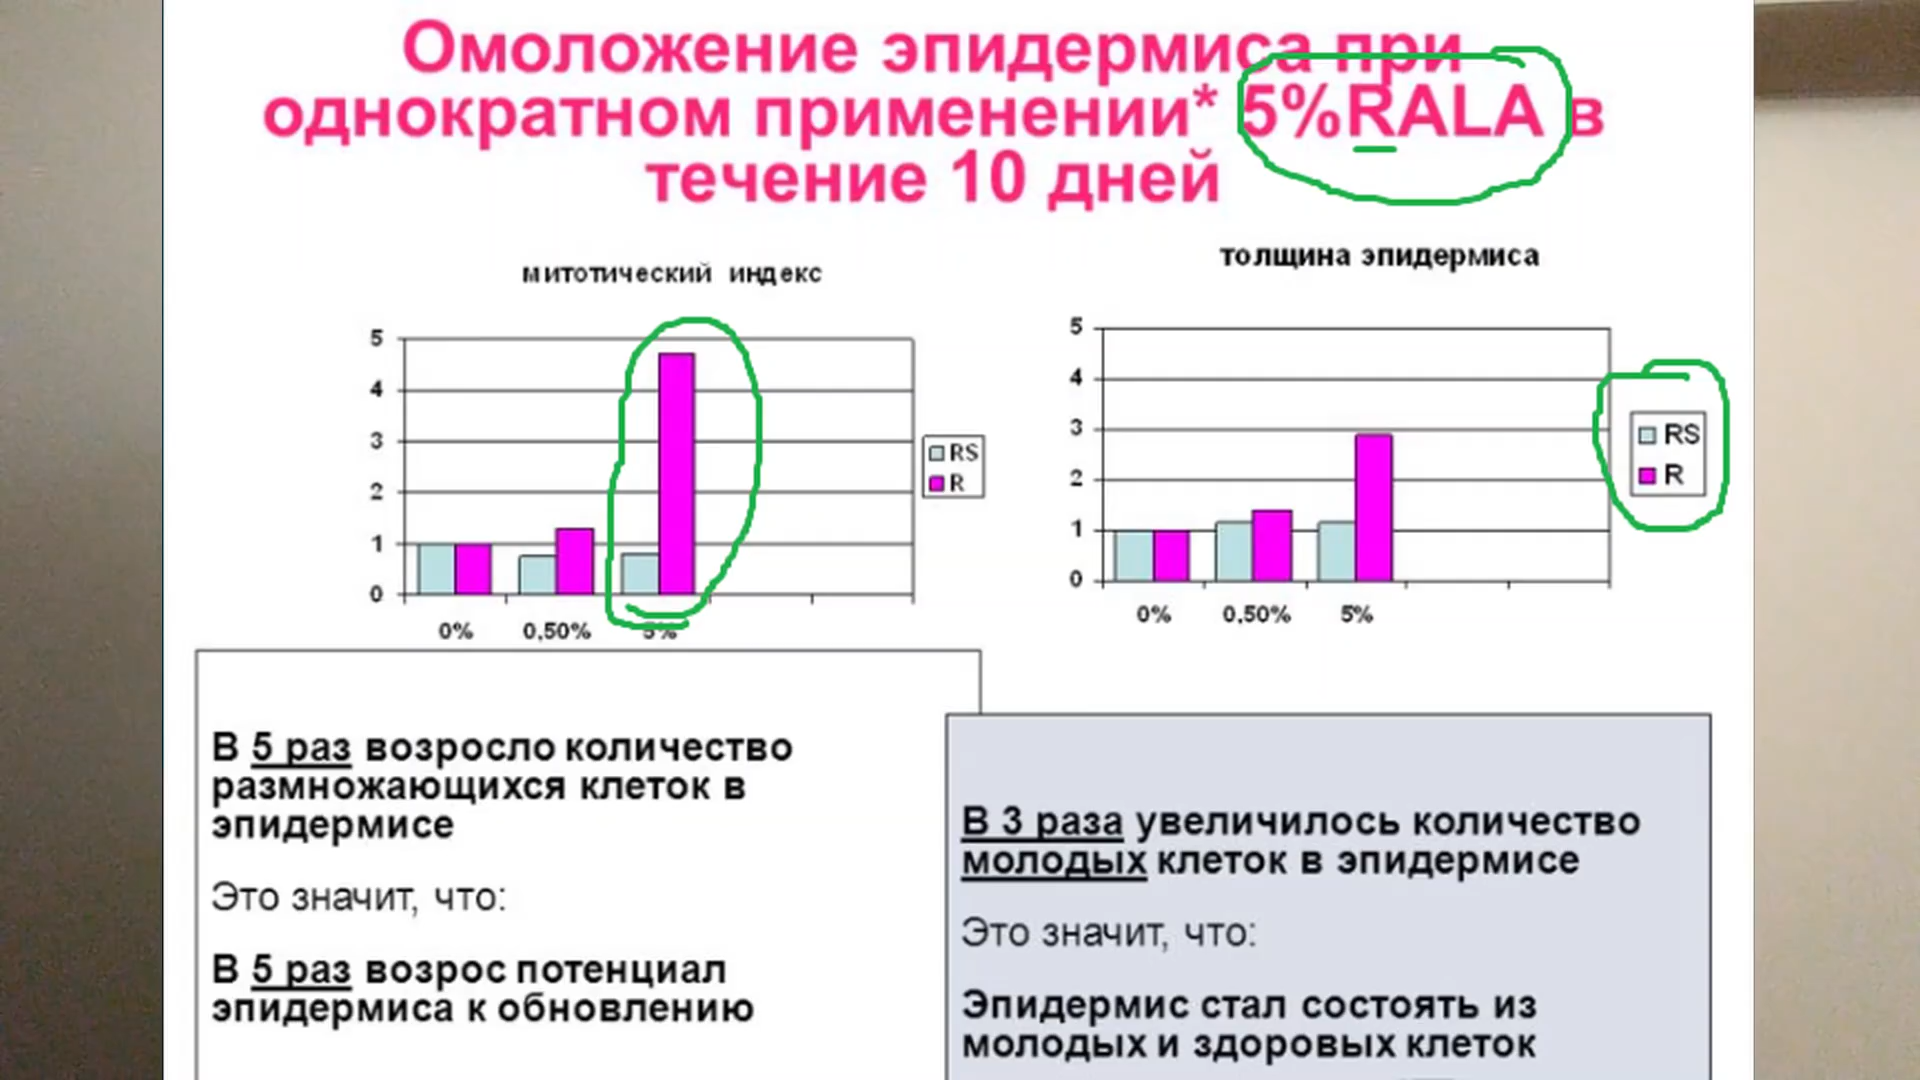 Омоложение эпидермиса при
однократном применении* 5%RALA в
течение 10 дней
митотический индекс
5
4
3
2
1
0
0% 0,50% 5%
RS
R
толщина эпидермиса
5
4
3
2
1
0
0% 0,50% 5%
RS
R
В 5 раз возросло количество
размножающихся клеток в
эпидермисе
Это значит, что:
В 5 раз возрос потенциал
эпидермиса к обновлению
В 3 раза увеличилось количество
молодых клеток в эпидермисе
Это значит, что:
Эпидермис стал состоять из
молодых и здоровых клеток